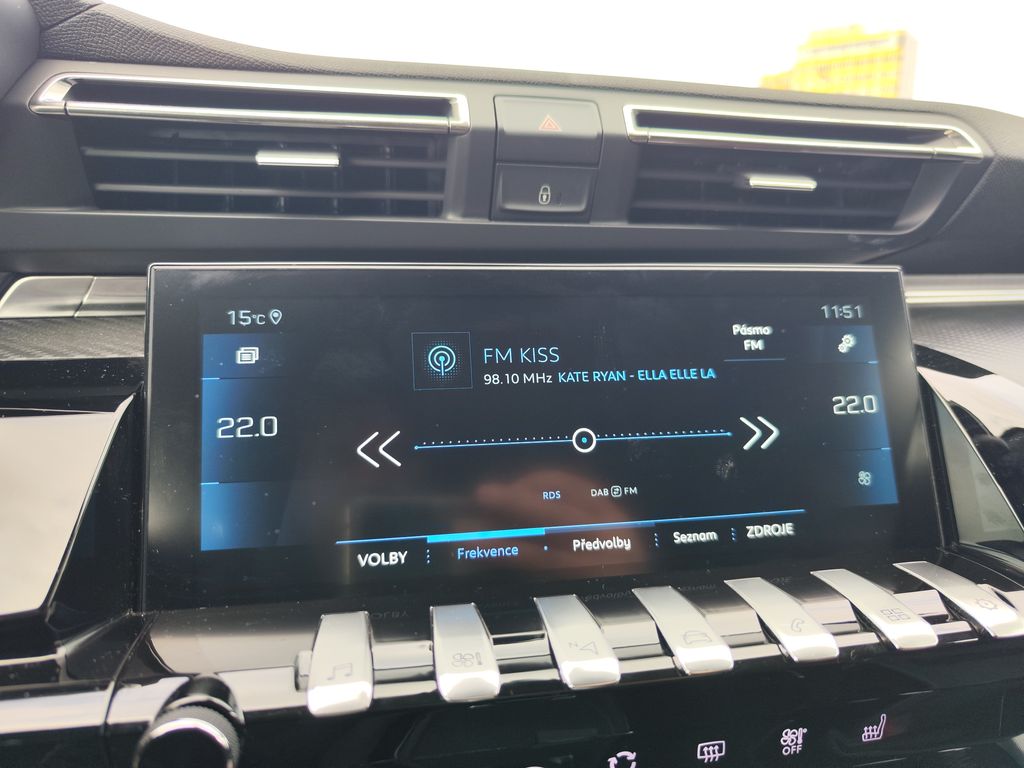 15°C
11:51
FM KISS
Pásmo
FM
98.10 MHz KATE RYAN - ELLA ELLE LA
22.0
22.0
RDS
DAB FM
VOLBY
Frekvence
Předvolby
Seznam
ZDROJE
OFF